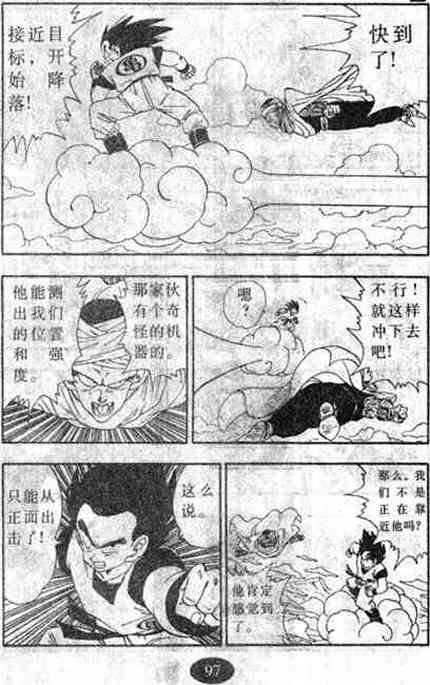 快到
了!
接近目
标,开
始降
落!
不行!
就这样
冲下去
吧!
嗯
?
那家伙
有个奇
怪的机
器的。
他能测
出我们
的位置
和强
度。
那么。我
们不是
正在靠
近他吗?
他肯定
感觉到
了。
这么
说。
只能从
正面出
击了!
97